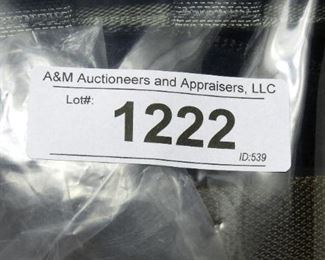 A&M Auctioneers and Appraisers, LLC
Lot#:
1222
ID:539